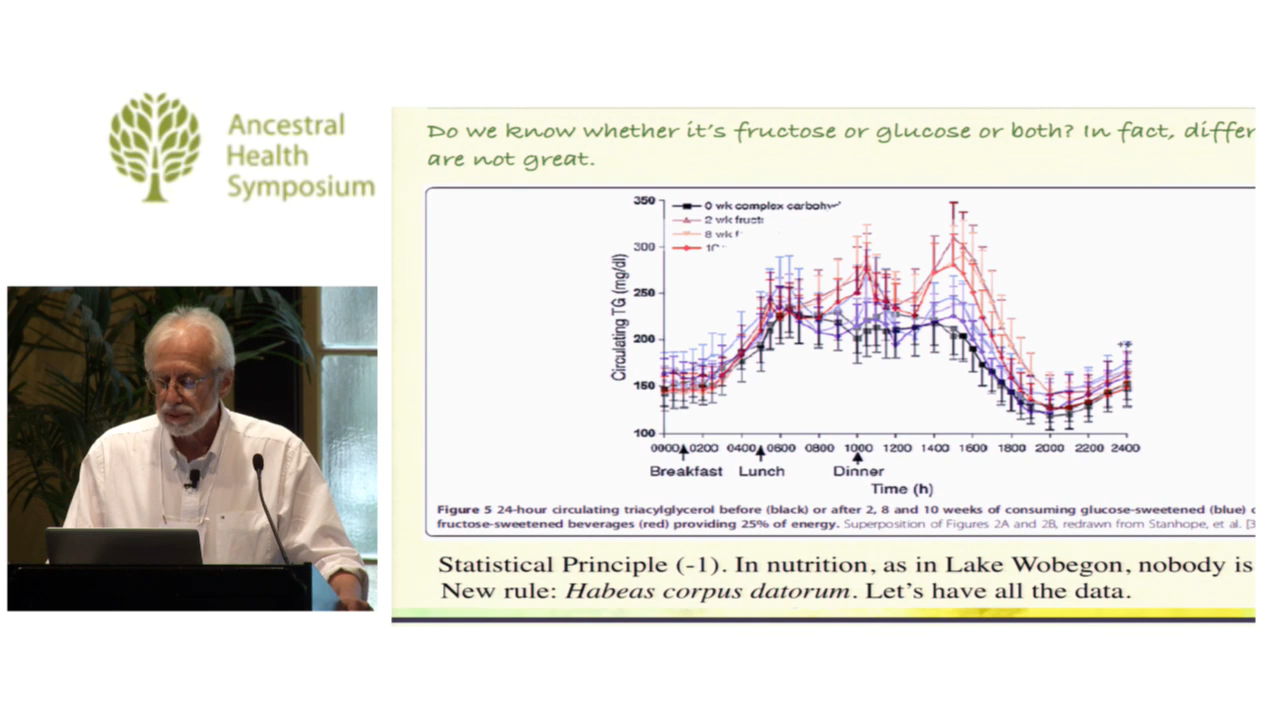 Ancestral
Health
Symposium
Do we know whether it's fructose or glucose or both? In fact, differ
are not great.
350
300
250
200
150
100
Circulating TG (mg/dl)
0 wk complex carbohy
2 wk fruct
8 wk f
10
**
0000 0200 0400 0600 0800 1000 1200 1400 1600 1800 2000 2200 2400
Breakfast Lunch Dinner
Time (h)
Figure 5 24-hour circulating triacylglycerol before (black) or after 2, 8 and 10 weeks of consuming glucose-sweetened (blue) o
fructose-sweetened beverages (red) providing 25% of energy. Superposition of Figures 2A and 2B, redrawn from Stanhope, et al. [3
Statistical Principle (-1). In nutrition, as in Lake Wobegon, nobody is
New rule: Habeas corpus datorum. Let's have all the data.